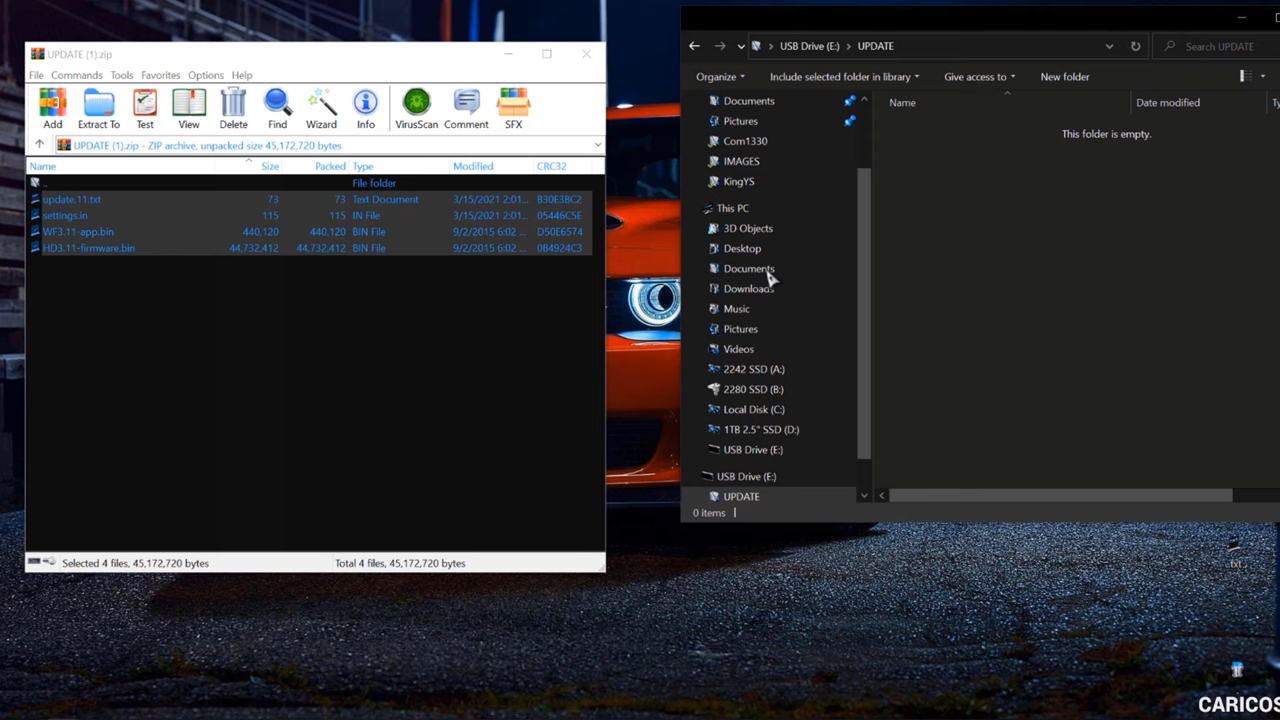 UPDATE (1).zip
File Commands Tools Favorites Options Help
Add Extract To Test View Delete Find Wizard Info VirusScan Comment SFX
UPDATE (1).zip - ZIP archive, unpacked size 45,172,720 bytes
Name Size Packed Type Modified CRC32
.. File folder
update.11.txt 73 73 Text Document 3/15/2021 2:01... B30E3BC2
settings.in 115 115 IN File 3/15/2021 2:01... 05446C5E
WF3.11-app.bin 440,120 440,120 BIN File 9/2/2015 6:02 ... D50E6574
HD3.11-firmware.bin 44,732,412 44,732,412 BIN File 9/2/2015 6:02 ... 0B4924C3
Selected 4 files, 45,172,720 bytes Total 4 files, 45,172,720 bytes
USB Drive (E:) UPDATE Search UPDATE
Organize Include selected folder in library Give access to New folder
Documents
Pictures
Com1330
IMAGES
KingYS
This PC
3D Objects
Desktop
Documents
Downloads
Music
Pictures
Videos
2242 SSD (A:)
2280 SSD (B:)
Local Disk (C:)
1TB 2.5" SSD (D:)
USB Drive (E:)
USB Drive (E:)
UPDATE
Name Date modified Ty
This folder is empty.
0 items
txt
CARICOS